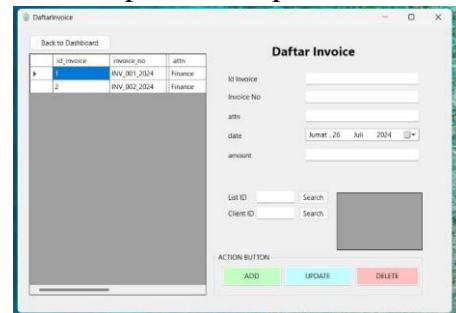 DaftarInvoice
Back to Dashboard
Daftar Invoice
id_invoice invoice_no attn
1 INV_001_2024 Finance
2 INV_002_2024 Finance
Id Invoice
Invoice No
attn
date Jumat , 26 Juli 2024
amount
List ID Search
Client ID Search
ACTION BUTTON
ADD UPDATE DELETE